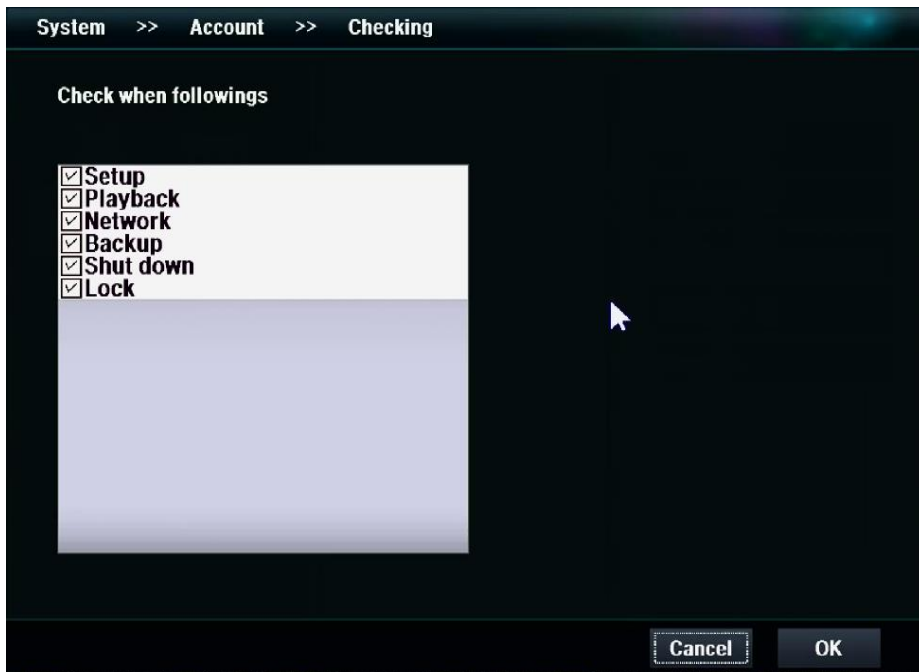 System >> Account >> Checking
Check when followings
Setup
Playback
Network
Backup
Shut down
Lock
Cancel OK